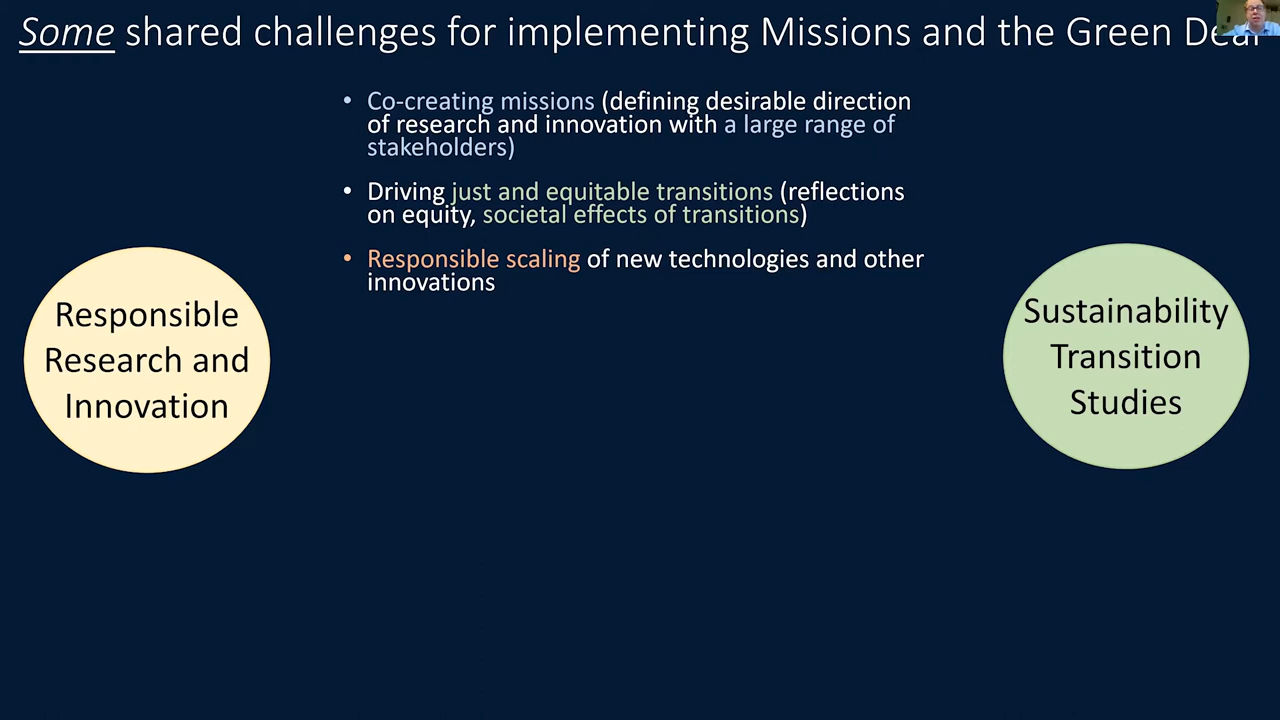 Some shared challenges for implementing Missions and the Green Deal
• Co-creating missions (defining desirable direction
of research and innovation with a large range of
stakeholders)
• Driving just and equitable transitions (reflections
on equity, societal effects of transitions)
• Responsible scaling of new technologies and other
innovations
Responsible
Research and
Innovation
Sustainability
Transition
Studies